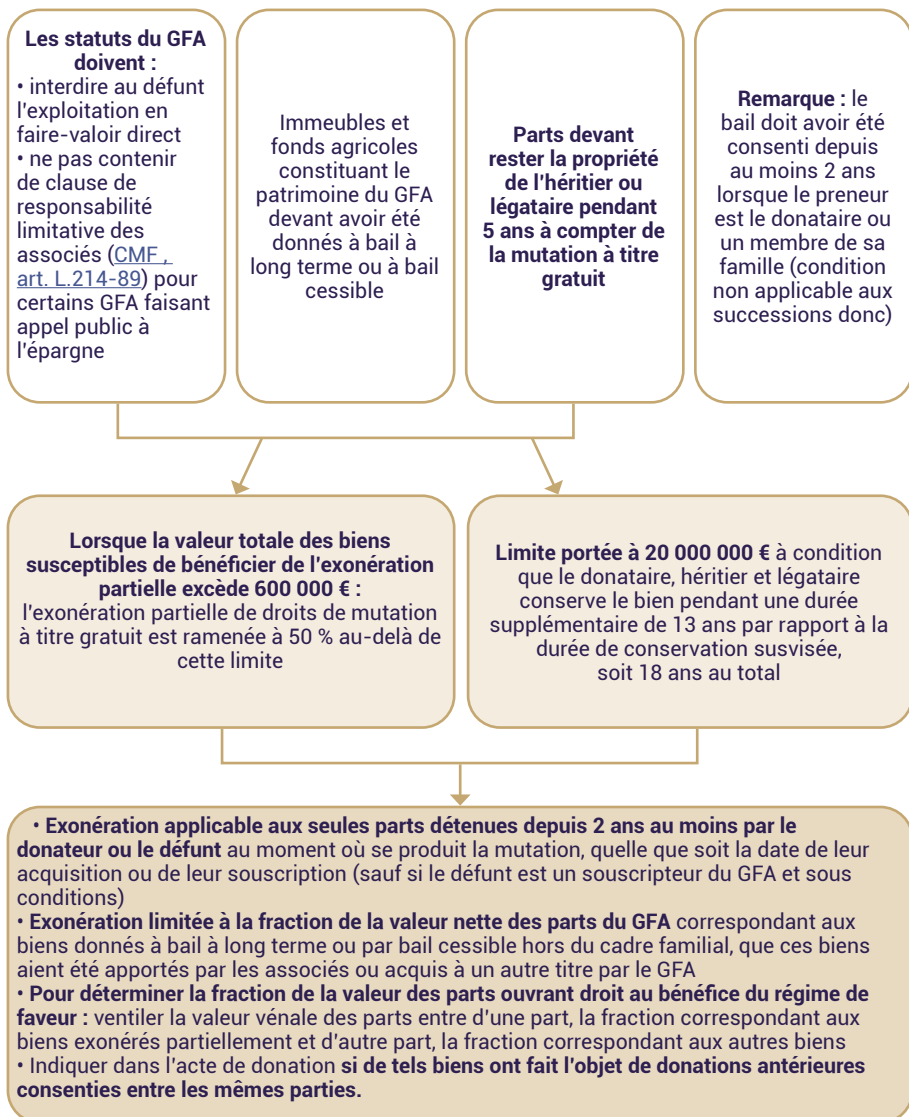 Les statuts du GFA
doivent :
• interdire au défunt
l'exploitation en
faire-valoir direct
• ne pas contenir
de clause de
responsabilité
limitative des
associés (CMF ,
art. L.214-89) pour
certains GFA faisant
appel public à
l'épargne
Immeubles et
fonds agricoles
constituant le
patrimoine du GFA
devant avoir été
donnés à bail à
long terme ou à bail
cessible
Parts devant
rester la propriété
de l'héritier ou
légataire pendant
5 ans à compter de
la mutation à titre
gratuit
Remarque : le
bail doit avoir été
consenti depuis
au moins 2 ans
lorsque le preneur
est le donataire ou
un membre de sa
famille (condition
non applicable aux
successions donc)
Lorsque la valeur totale des biens
susceptibles de bénéficier de l'exonération
partielle excède 600 000 € :
l'exonération partielle de droits de mutation
à titre gratuit est ramenée à 50 % au-delà de
cette limite
Limite portée à 20 000 000 € à condition
que le donataire, héritier et légataire
conserve le bien pendant une durée
supplémentaire de 13 ans par rapport à la
durée de conservation susvisée,
soit 18 ans au total
• Exonération applicable aux seules parts détenues depuis 2 ans au moins par le
donateur ou le défunt au moment où se produit la mutation, quelle que soit la date de leur
acquisition ou de leur souscription (sauf si le défunt est un souscripteur du GFA et sous
conditions)
• Exonération limitée à la fraction de la valeur nette des parts du GFA correspondant aux
biens donnés à bail à long terme ou par bail cessible hors du cadre familial, que ces biens
aient été apportés par les associés ou acquis à un autre titre par le GFA
• Pour déterminer la fraction de la valeur des parts ouvrant droit au bénéfice du régime de
faveur : ventiler la valeur vénale des parts entre d'une part, la fraction correspondant aux
biens exonérés partiellement et d'autre part, la fraction correspondant aux autres biens
• Indiquer dans l'acte de donation si de tels biens ont fait l'objet de donations antérieures
consenties entre les mêmes parties.